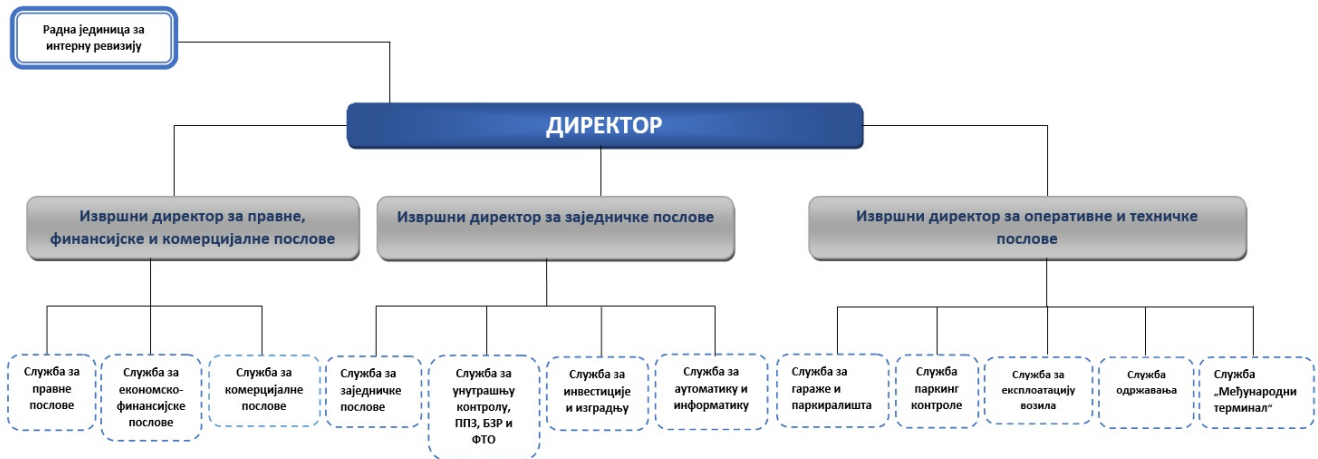 Радна јединица за
интерну ревизију
ДИРЕКТОР
Извршни директор за правне,
финансијске и комерцијалне послове
Извршни директор за заједничке послове
Извршни директор за оперативне и техничке
послове
Служба за
правне
послове
Служба за
економско-
финансијске
послове
Служба за
комерцијалне
послове
Служба за
заједничке
послове
Служба за
унутрашњу
контролу,
ППЗ, БЗР и
ФТО
Служба за
инвестиције
и изградњу
Служба за
аутоматику и
информатику
Служба за
гараже и
паркиралишта
Служба
паркинг
контроле
Служба за
експлоатацију
возила
Служба
одржавања
Служба
„Међународни
терминал“